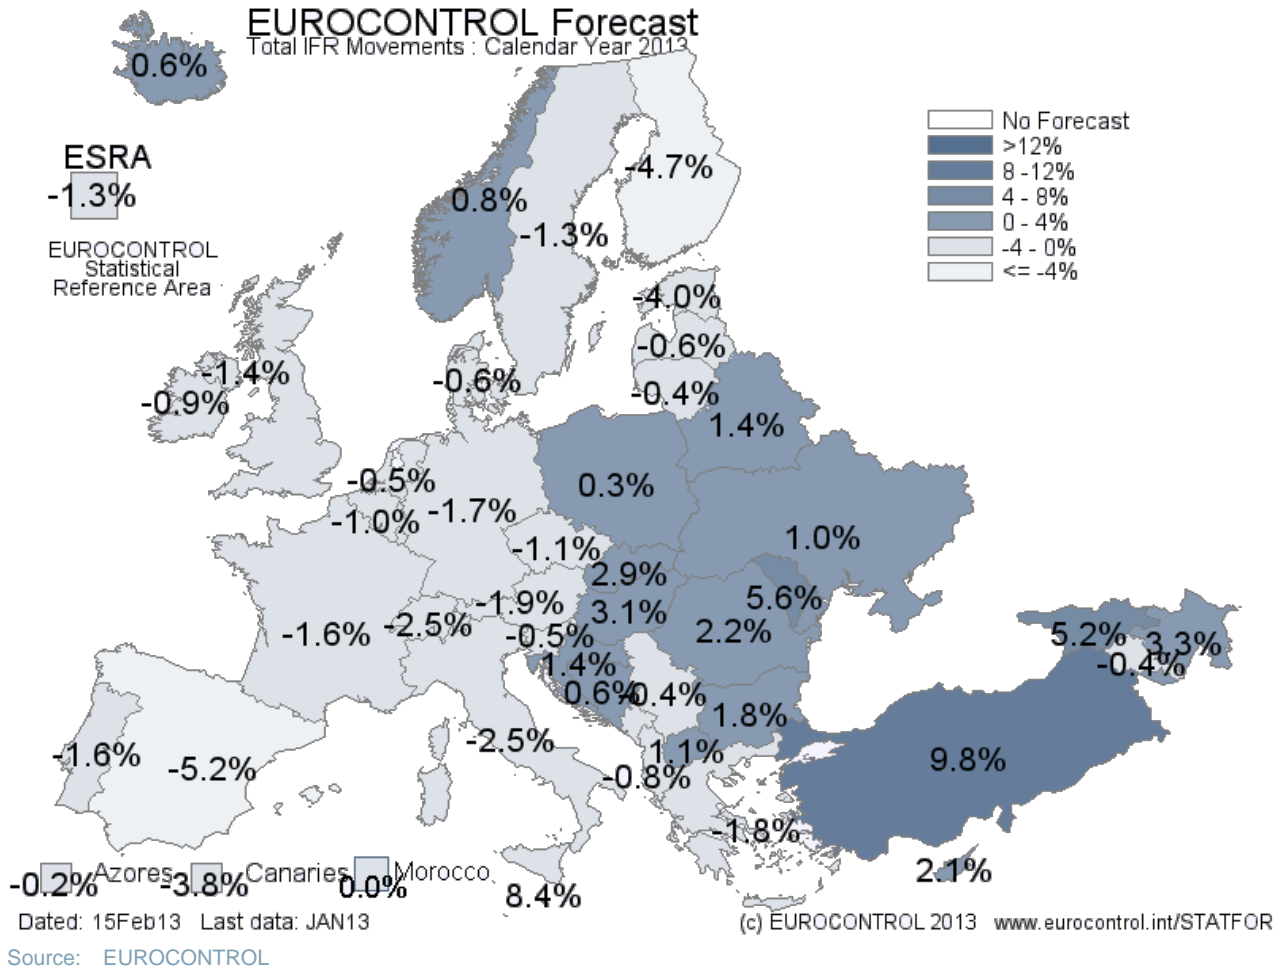 EUROCONTROL Forecast
Total IFR Movements : Calendar Year 2013
0.6%
ESRA
-1.3%
EUROCONTROL
Statistical
Reference Area
No Forecast
>12%
8 -12%
4 - 8%
0 - 4%
-4 - 0%
<= -4%
-4.7%
0.8%
-1.3%
-4.0%
-0.6%
-0.4%
-1.4%
-0.9%
-0.6%
1.4%
0.3%
-0.5%
-1.7%
-1.0%
1.0%
-1.1%
2.9%
5.6%
-1.9%
3.1%
-2.5%
-1.6%
-0.5%
2.2%
5.2%
3.3%
-0.4%
1.4%
0.6%
-0.4%
1.8%
1.1%
-1.6%
-5.2%
-2.5%
-0.8%
9.8%
-1.8%
2.1%
-0.2% Azores
-3.8% Canaries
0.0% Morocco
8.4%
Dated: 15Feb13 Last data: JAN13
(c) EUROCONTROL 2013 www.eurocontrol.int/STATFOR
Source: EUROCONTROL